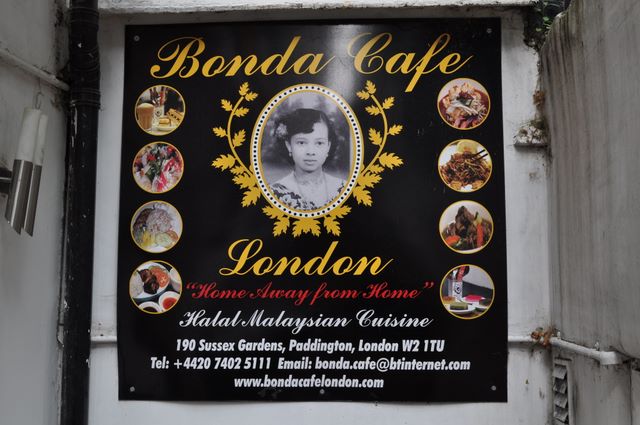 Bonda Cafe
London
"Home Away from Home"
Halal Malaysian Cuisine
190 Sussex Gardens, Paddington, London W2 1TU
Tel: +4420 7402 5111 Email: bonda.cafe@btinternet.com
www.bondacafelondon.com